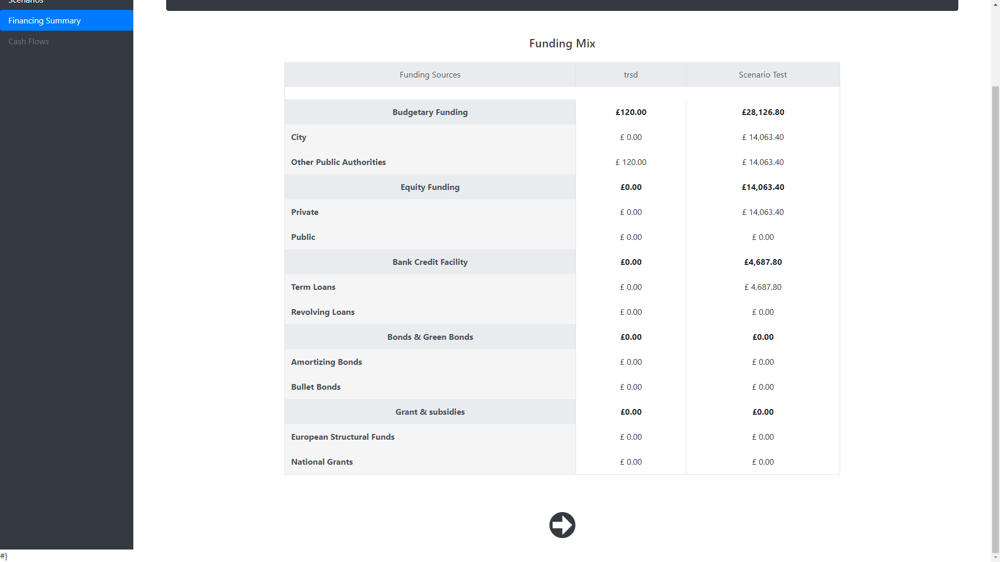 Scenarios
Financing Summary
Cash Flows
Funding Mix
Funding Sources trsd Scenario Test
Budgetary Funding £120.00 £28,126.80
City £ 0.00 £ 14,063.40
Other Public Authorities £ 120.00 £ 14,063.40
Equity Funding £0.00 £14,063.40
Private £ 0.00 £ 14,063.40
Public £ 0.00 £ 0.00
Bank Credit Facility £0.00 £4,687.80
Term Loans £ 0.00 £ 4,687.80
Revolving Loans £ 0.00 £ 0.00
Bonds & Green Bonds £0.00 £0.00
Amortizing Bonds £ 0.00 £ 0.00
Bullet Bonds £ 0.00 £ 0.00
Grant & subsidies £0.00 £0.00
European Structural Funds £ 0.00 £ 0.00
National Grants £ 0.00 £ 0.00
#}